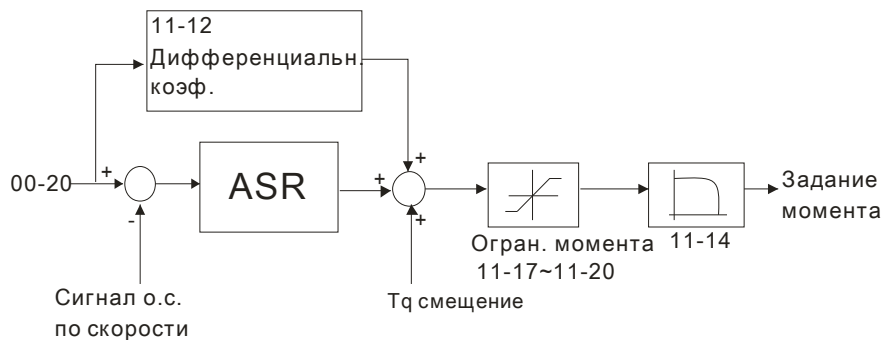 11-12
Дифференциальн.
коэф.
+
+
+
00-20
+
ASR
-
+
Задание
момента
Огран. момента
11-17~11-20
11-14
Сигнал о.с.
по скорости
Tq смещение